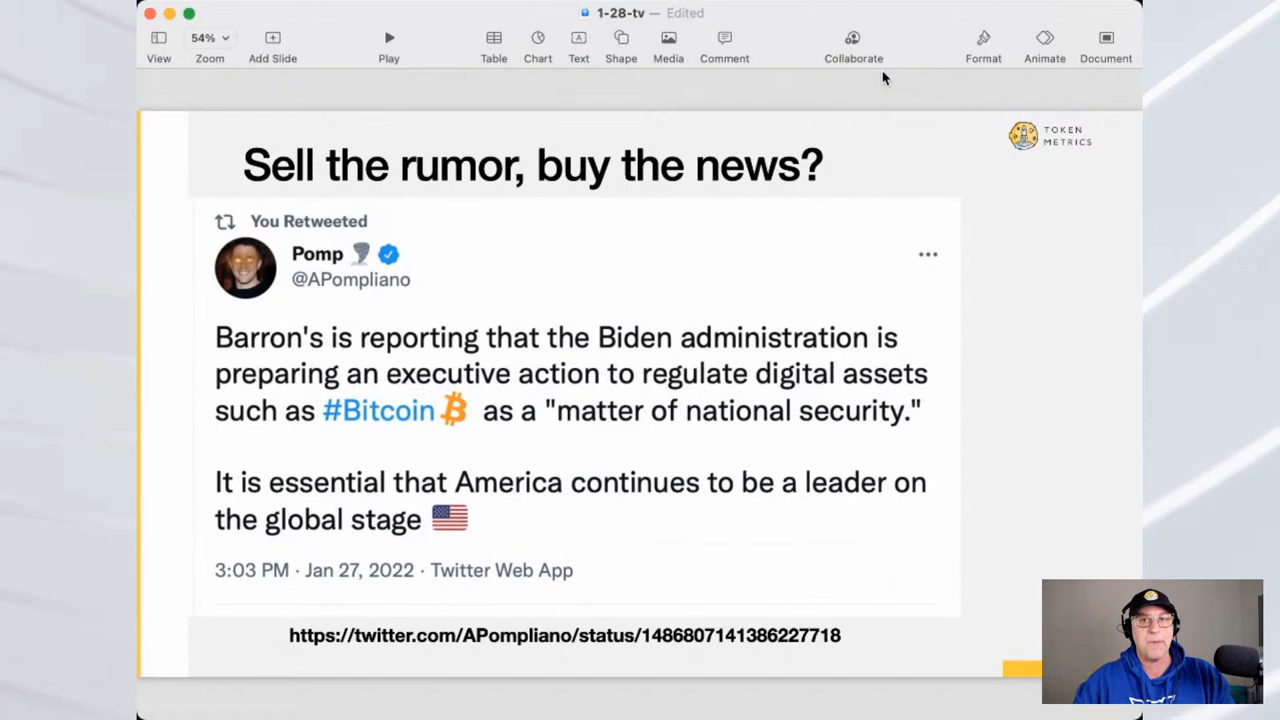 1-28-tv — Edited
54%
View Zoom Add Slide Play Table Chart Text Shape Media Comment Collaborate Format Animate Document
TOKEN
METRICS
Sell the rumor, buy the news?
You Retweeted
Pomp
@APompliano
Barron's is reporting that the Biden administration is
preparing an executive action to regulate digital assets
such as #Bitcoin as a "matter of national security."
It is essential that America continues to be a leader on
the global stage
3:03 PM · Jan 27, 2022 · Twitter Web App
https://twitter.com/APompliano/status/1486807141386227718